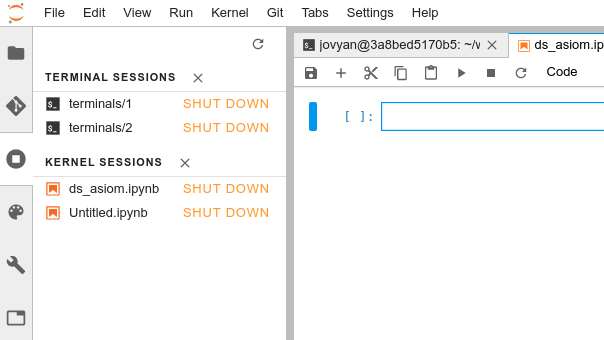 File Edit View Run Kernel Git Tabs Settings Help
jovyan@3a8bed5170b5: ~/w
ds_asiom.ip
TERMINAL SESSIONS
terminals/1 SHUT DOWN
terminals/2 SHUT DOWN
KERNEL SESSIONS
ds_asiom.ipynb SHUT DOWN
Untitled.ipynb SHUT DOWN
Code
[ ]: